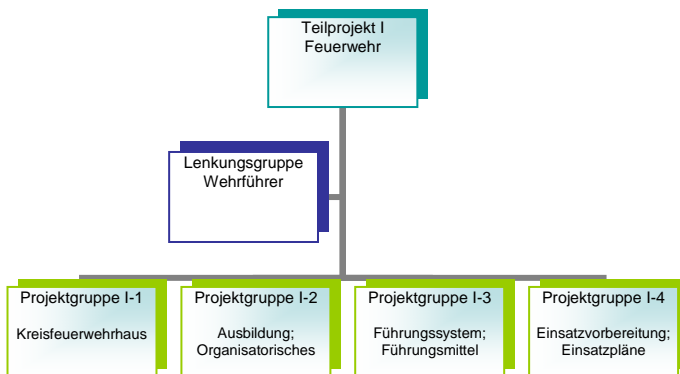 Teilprojekt I
Feuerwehr
Lenkungsgruppe
Wehrführer
Projektgruppe I-1
Kreisfeuerwehrhaus
Projektgruppe I-2
Ausbildung;
Organisatorisches
Projektgruppe I-3
Führungssystem;
Führungsmittel
Projektgruppe I-4
Einsatzvorbereitung;
Einsatzpläne